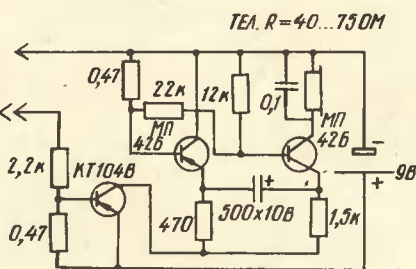 ТЕЛ. R=40...75 ОМ
0,47
22к
12к
0,1
МП
42Б
МП
42Б
2,2к
КТ104В
500х10В
+
-
+
9В
470
1,5к
0,47